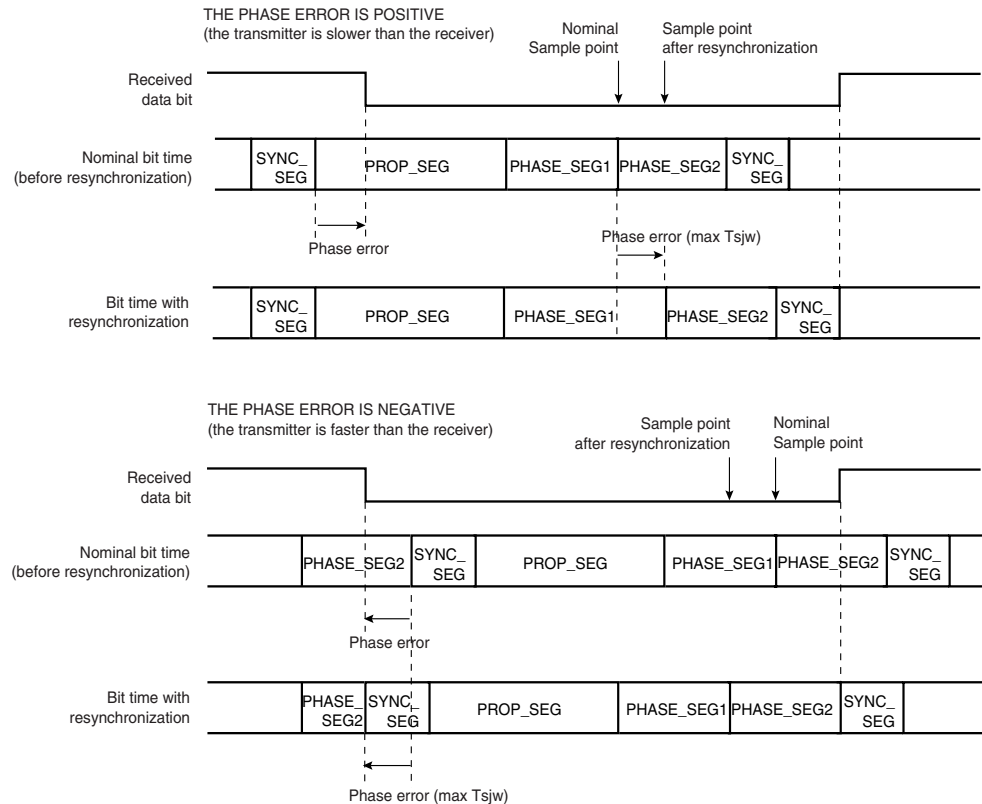 THE PHASE ERROR IS POSITIVE
(the transmitter is slower than the receiver)
Nominal
Sample point
Sample point
after resynchronization
Received
data bit
Nominal bit time
(before resynchronization)
SYNC_
SEG
PROP_SEG
PHASE_SEG1
PHASE_SEG2
SYNC_
SEG
Phase error
Phase error (max Tsjw)
Bit time with
resynchronization
SYNC_
SEG
PROP_SEG
PHASE_SEG1
PHASE_SEG2
SYNC_
SEG
THE PHASE ERROR IS NEGATIVE
(the transmitter is faster than the receiver)
Sample point
after resynchronization
Nominal
Sample point
Received
data bit
Nominal bit time
(before resynchronization)
PHASE_SEG2
SYNC_
SEG
PROP_SEG
PHASE_SEG1
PHASE_SEG2
SYNC_
SEG
Phase error
Bit time with
resynchronization
PHASE_
SEG2
SYNC_
SEG
PROP_SEG
PHASE_SEG1
PHASE_SEG2
SYNC_
SEG
Phase error (max Tsjw)